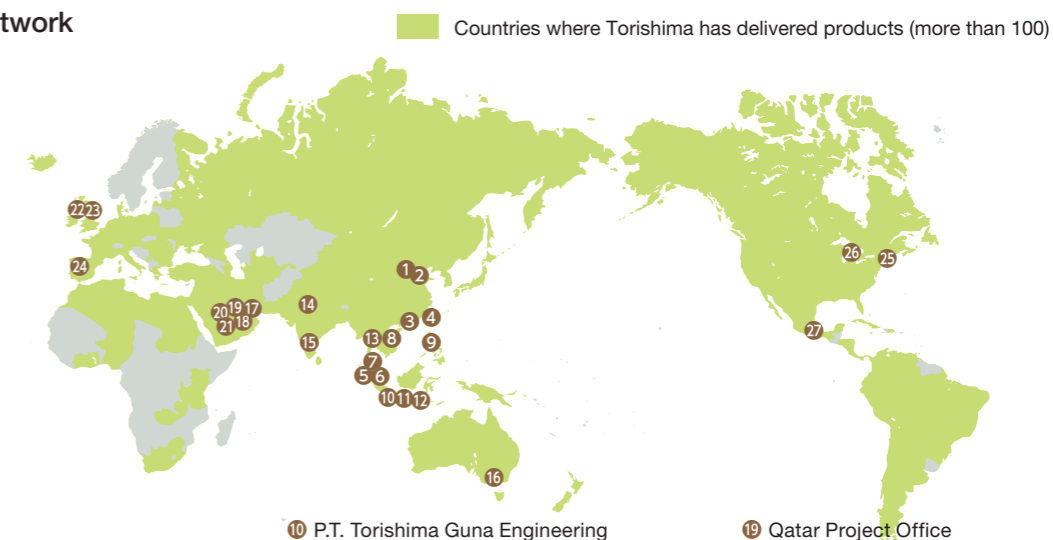 twork
Countries where Torishima has delivered products (more than 100)
22 23
26
25
24
1
2
14
20 19 17
21 18
4
3
27
13 8
9
15
7
5 6
10 11 12
16
10 P.T. Torishima Guna Engineering
19 Qatar Project Office